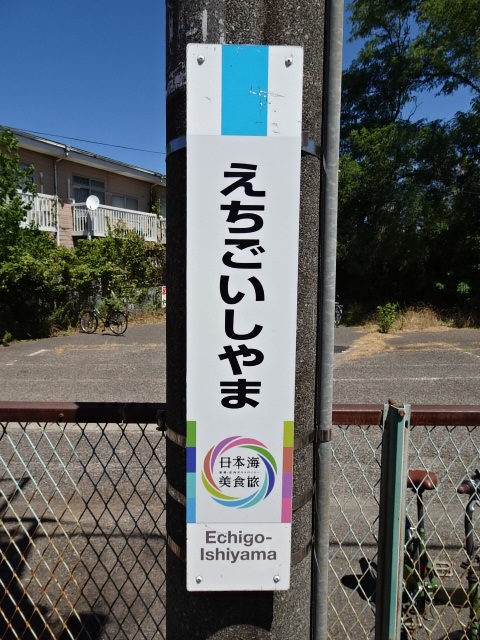 えちごいしやま
日本海
美食旅
Echigo-
Ishiyama